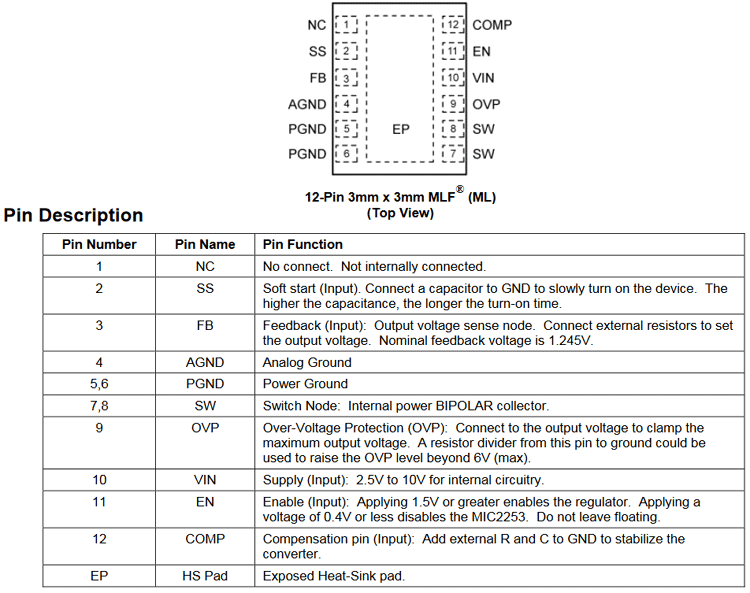 NC 1 12 COMP
SS 2 11 EN
FB 3 10 VIN
AGND 4 9 OVP
PGND 5 EP 8 SW
PGND 6 7 SW
12-Pin 3mm x 3mm MLF® (ML)
(Top View)
Pin Description
Pin Number Pin Name Pin Function
1 NC No connect. Not internally connected.
2 SS Soft start (Input). Connect a capacitor to GND to slowly turn on the device. The
higher the capacitance, the longer the turn-on time.
3 FB Feedback (Input): Output voltage sense node. Connect external resistors to set
the output voltage. Nominal feedback voltage is 1.245V.
4 AGND Analog Ground
5,6 PGND Power Ground
7,8 SW Switch Node: Internal power BIPOLAR collector.
9 OVP Over-Voltage Protection (OVP): Connect to the output voltage to clamp the
maximum output voltage. A resistor divider from this pin to ground could be
used to raise the OVP level beyond 6V (max).
10 VIN Supply (Input): 2.5V to 10V for internal circuitry.
11 EN Enable (Input): Applying 1.5V or greater enables the regulator. Applying a
voltage of 0.4V or less disables the MIC2253. Do not leave floating.
12 COMP Compensation pin (Input): Add external R and C to GND to stabilize the
converter.
EP HS Pad Exposed Heat-Sink pad.